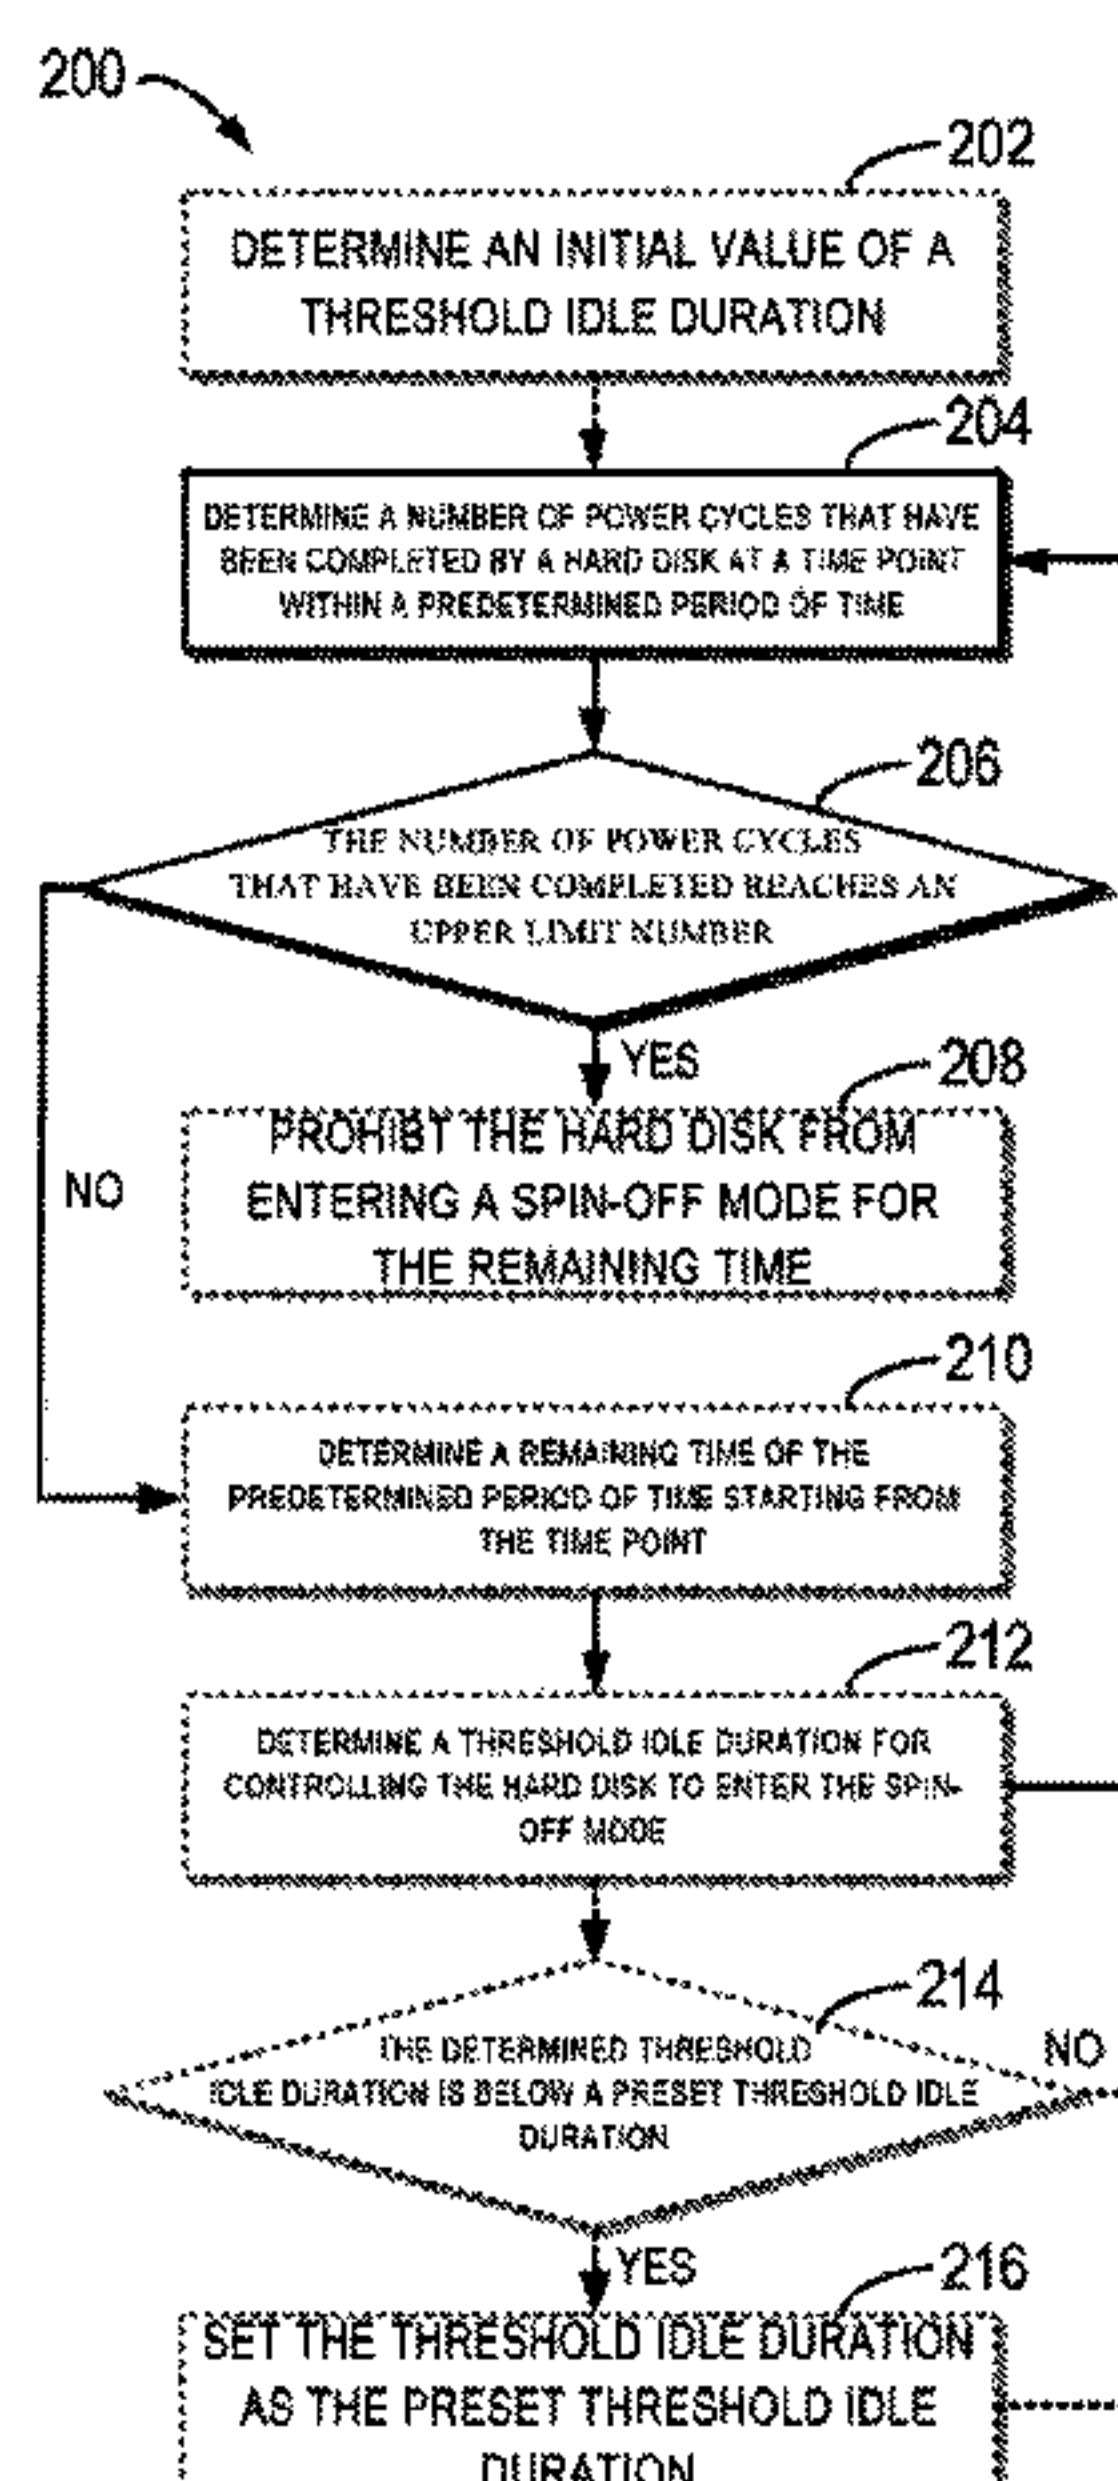 200
202
DETERMINE AN INITIAL VALUE OF A
THRESHOLD IDLE DURATION
204
DETERMINE A NUMBER OF POWER CYCLES THAT HAVE
BEEN COMPLETED BY A HARD DISK AT A TIME POINT
WITHIN A PREDETERMINED PERIOD OF TIME
206
THE NUMBER OF POWER CYCLES
THAT HAVE BEEN COMPLETED REACHES AN
UPPER LIMIT NUMBER
YES
208
PROHIBT THE HARD DISK FROM
ENTERING A SPIN-OFF MODE FOR
THE REMAINING TIME
NO
210
DETERMINE A REMAINING TIME OF THE
PREDETERMINED PERIOD OF TIME STARTING FROM
THE TIME POINT
212
DETERMINE A THRESHOLD IDLE DURATION FOR
CONTROLLING THE HARD DISK TO ENTER THE SPIN-
OFF MODE
214
THE DETERMINED THRESHOLD
IDLE DURATION IS BELOW A PRESET THRESHOLD IDLE
DURATION
NO
YES
216
SET THE THRESHOLD IDLE DURATION
AS THE PRESET THRESHOLD IDLE
DURATION